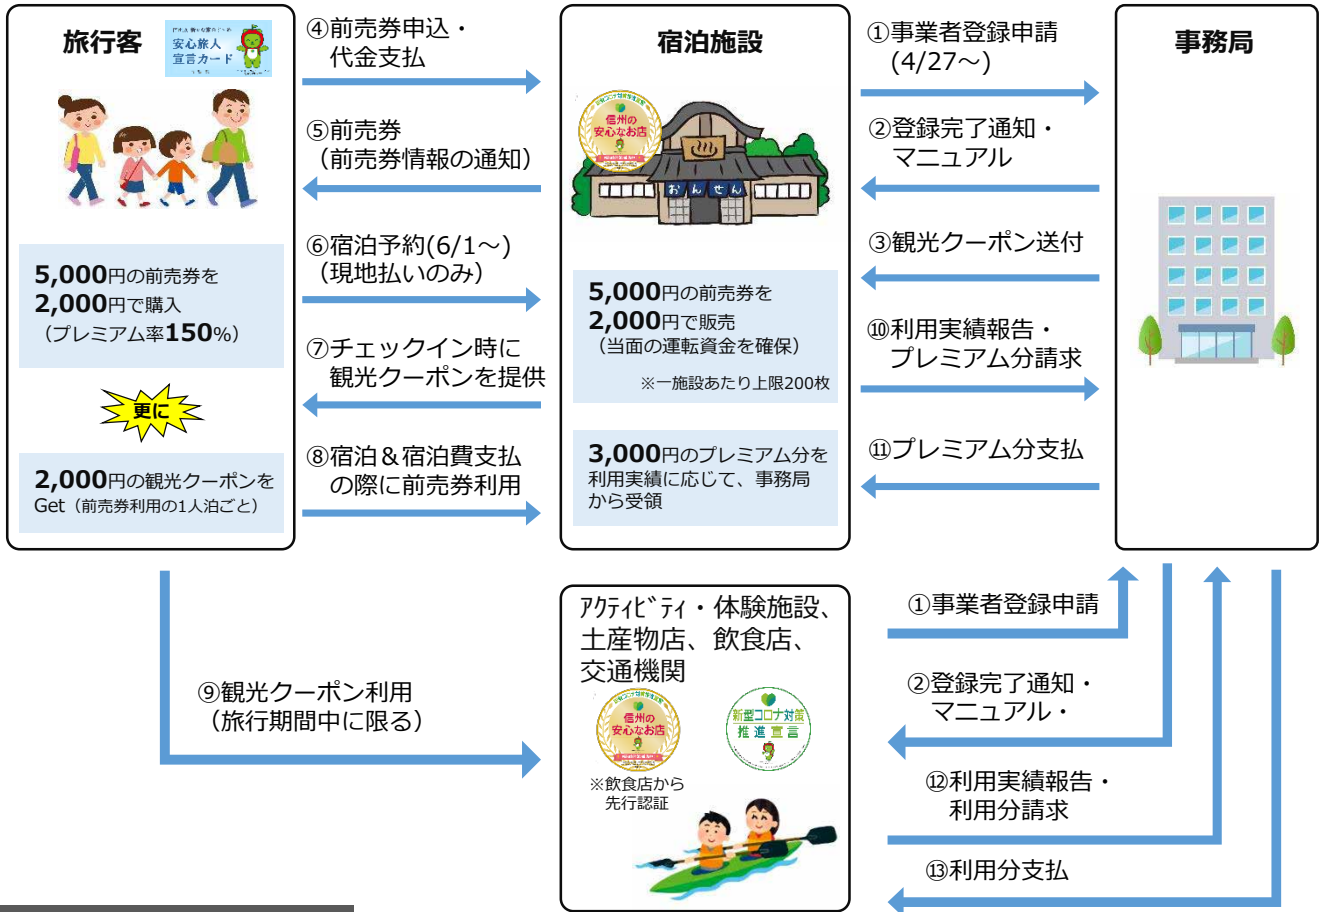 旅行客
安心旅人
宣言カード
5,000円の前売券を
2,000円で購入
（プレミアム率150%）
更に
2,000円の観光クーポンを
Get（前売券利用の1人泊ごと）
④前売券申込・
代金支払
⑤前売券
（前売券情報の通知）
⑥宿泊予約(6/1～)
（現地払いのみ）
⑦チェックイン時に
観光クーポンを提供
⑧宿泊＆宿泊費支払
の際に前売券利用
宿泊施設
信州の
安心なお店
おんせん
5,000円の前売券を
2,000円で販売
（当面の運転資金を確保）
※一施設あたり上限200枚
3,000円のプレミアム分を
利用実績に応じて、事務局
から受領
①事業者登録申請
(4/27～)
②登録完了通知・
マニュアル
③観光クーポン送付
⑩利用実績報告・
プレミアム分請求
⑪プレミアム分支払
事務局
⑨観光クーポン利用
（旅行期間中に限る）
ｱｸﾃｨﾋﾞﾃｨ・体験施設、
土産物店、飲食店、
交通機関
信州の
安心なお店
新型コロナ対策
推進宣言
※飲食店から
先行認証
①事業者登録申請
②登録完了通知・
マニュアル・
⑫利用実績報告・
利用分請求
⑬利用分支払